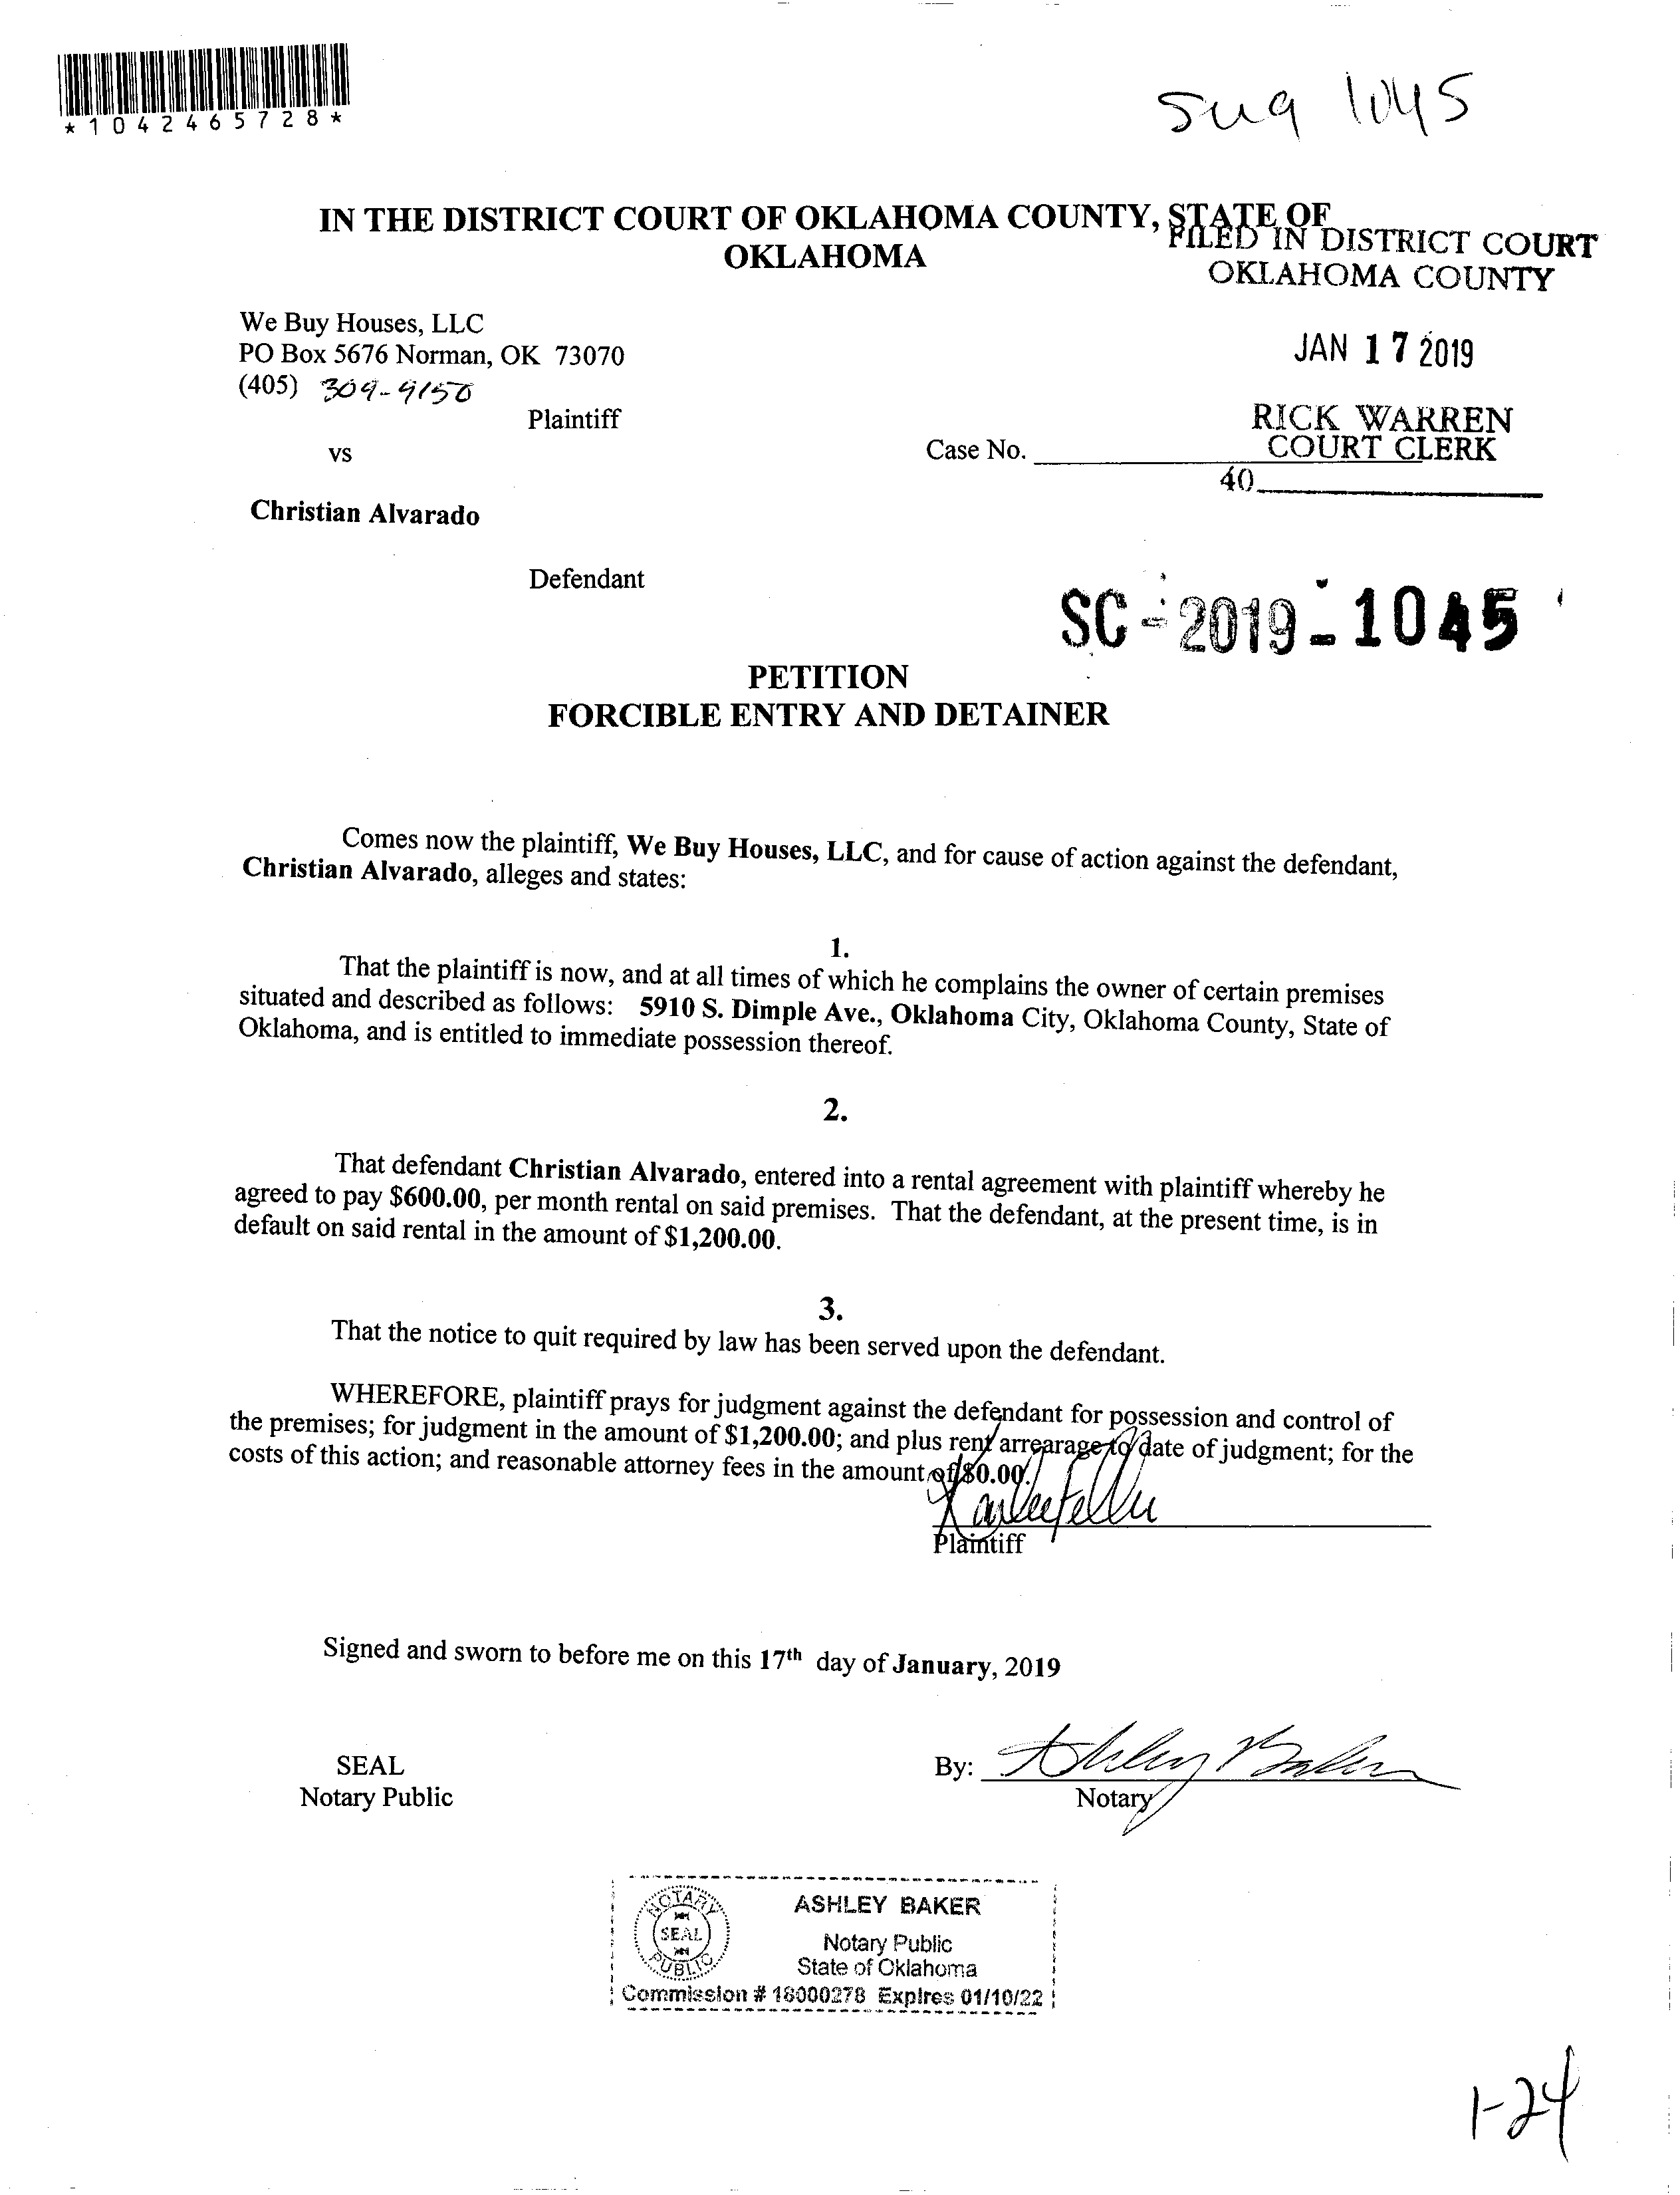 *1042465728*
IN THE DISTRICT COURT OF OKLAHOMA COUNTY, STATE OF
OKLAHOMA
FILED IN DISTRICT COURT
OKLAHOMA COUNTY
We Buy Houses, LLC
PO Box 5676 Norman, OK 73070
(405) 309-9150
JAN 17 2019
Plaintiff
RICK WARREN
COURT CLERK
vs
Case No.
40
Christian Alvarado
Defendant
SC-2019-1045
PETITION
FORCIBLE ENTRY AND DETAINER
Comes now the plaintiff, We Buy Houses, LLC, and for cause of action against the defendant,
Christian Alvarado, alleges and states:
1.
That the plaintiff is now, and at all times of which he complains the owner of certain premises
situated and described as follows: 5910 S. Dimple Ave., Oklahoma City, Oklahoma County, State of
Oklahoma, and is entitled to immediate possession thereof.
2.
That defendant Christian Alvarado, entered into a rental agreement with plaintiff whereby he
agreed to pay $600.00, per month rental on said premises. That the defendant, at the present time, is in
default on said rental in the amount of $1,200.00.
3.
That the notice to quit required by law has been served upon the defendant.
WHEREFORE, plaintiff prays for judgment against the defendant for possession and control of
the premises; for judgment in the amount of $1,200.00; and plus rent arrearage to date of judgment; for the
costs of this action; and reasonable attorney fees in the amount of $0.00.
Plaintiff
Signed and sworn to before me on this 17th day of January, 2019
SEAL
Notary Public
By: Ashley Baker
Notary
NOTARY
SEAL
PUBLIC
ASHLEY BAKER
Notary Public
State of Oklahoma
Commission # 18000278 Expires 01/10/22
1-24